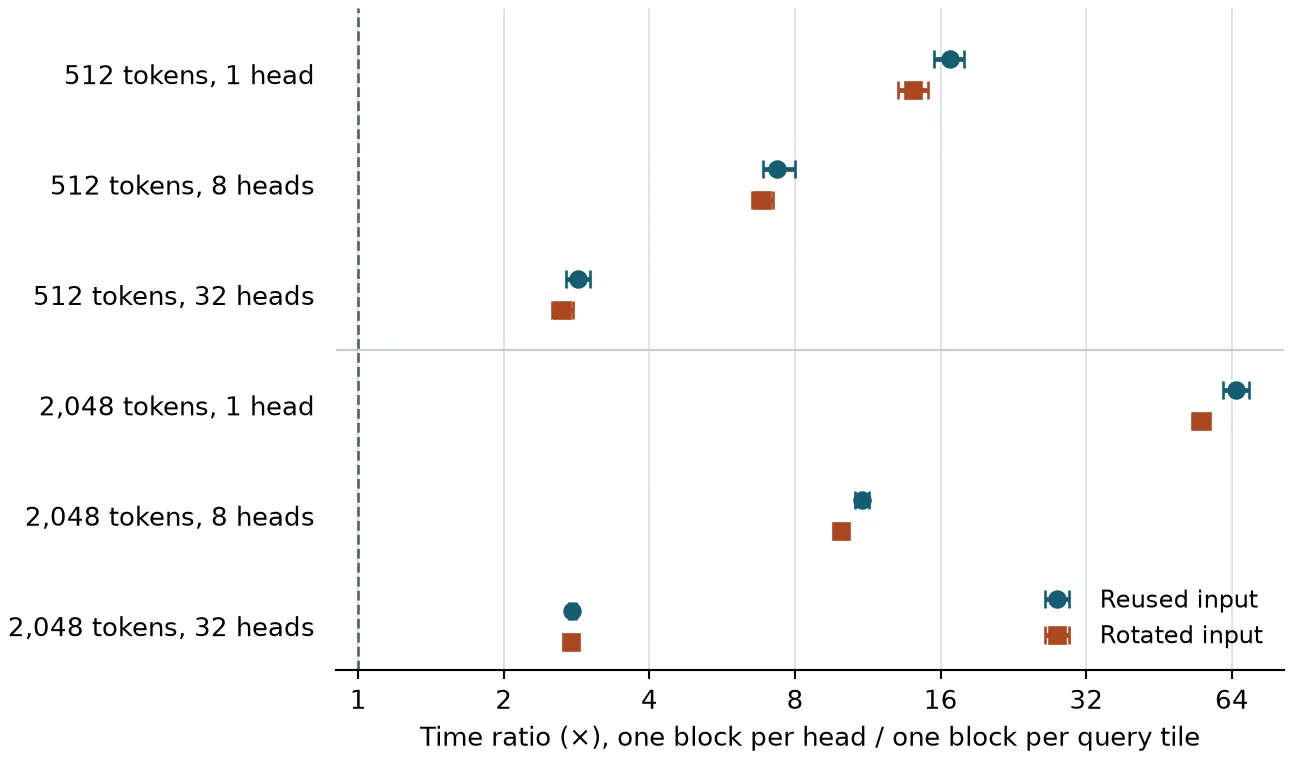 512 tokens, 1 head
512 tokens, 8 heads
512 tokens, 32 heads
2,048 tokens, 1 head
2,048 tokens, 8 heads
2,048 tokens, 32 heads
Reused input
Rotated input
1 2 4 8 16 32 64
Time ratio (×), one block per head / one block per query tile